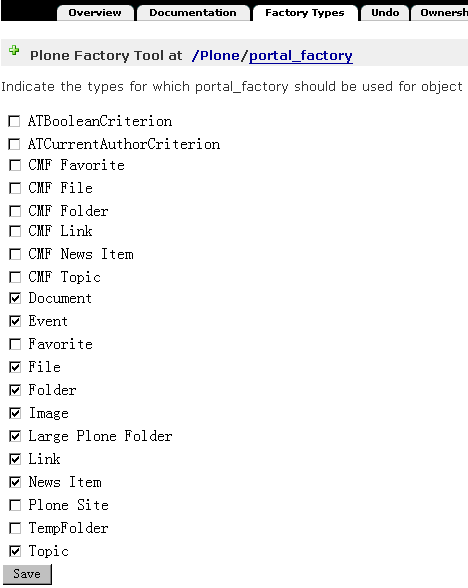 Overview Documentation Factory Types Undo Ownersh
Plone Factory Tool at /Plone/portal_factory
Indicate the types for which portal_factory should be used for object
ATBooleanCriterion
ATCurrentAuthorCriterion
CMF Favorite
CMF File
CMF Folder
CMF Link
CMF News Item
CMF Topic
Document
Event
Favorite
File
Folder
Image
Large Plone Folder
Link
News Item
Plone Site
TempFolder
Topic
Save